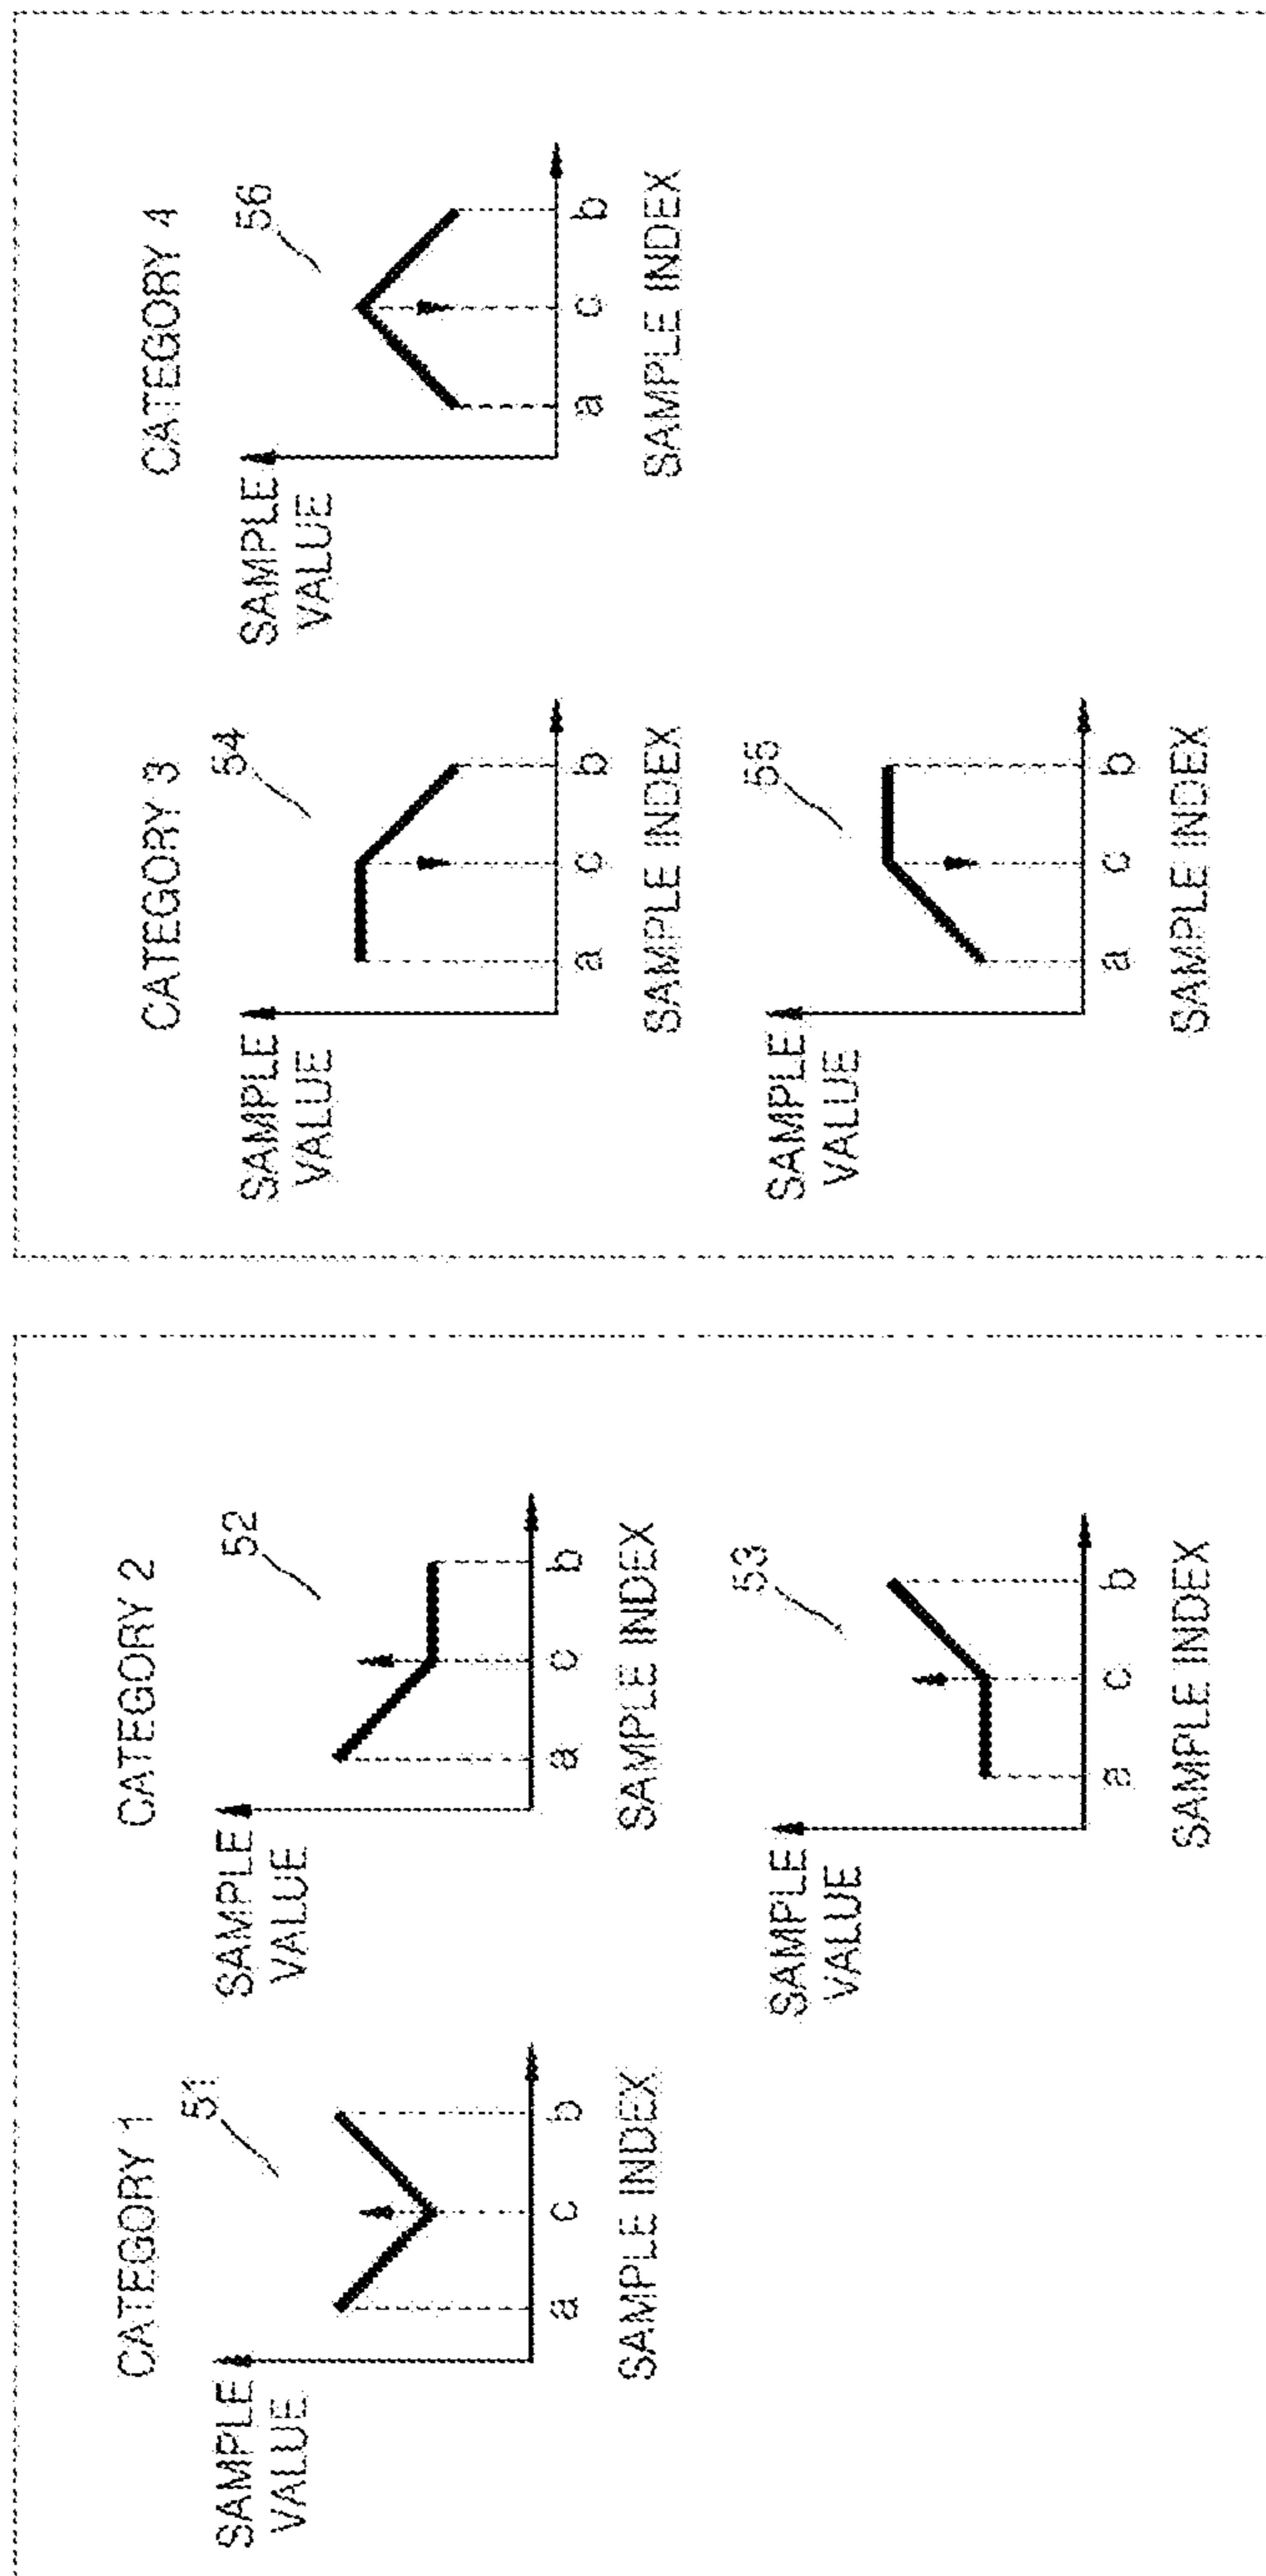 CATEGORY 1
51
SAMPLE
VALUE
a
c
b
SAMPLE INDEX
CATEGORY 2
52
SAMPLE
VALUE
a
c
b
SAMPLE INDEX
53
SAMPLE
VALUE
a
c
b
SAMPLE INDEX
CATEGORY 3
54
SAMPLE
VALUE
a
c
b
SAMPLE INDEX
55
SAMPLE
VALUE
a
c
b
SAMPLE INDEX
CATEGORY 4
56
SAMPLE
VALUE
a
c
b
SAMPLE INDEX